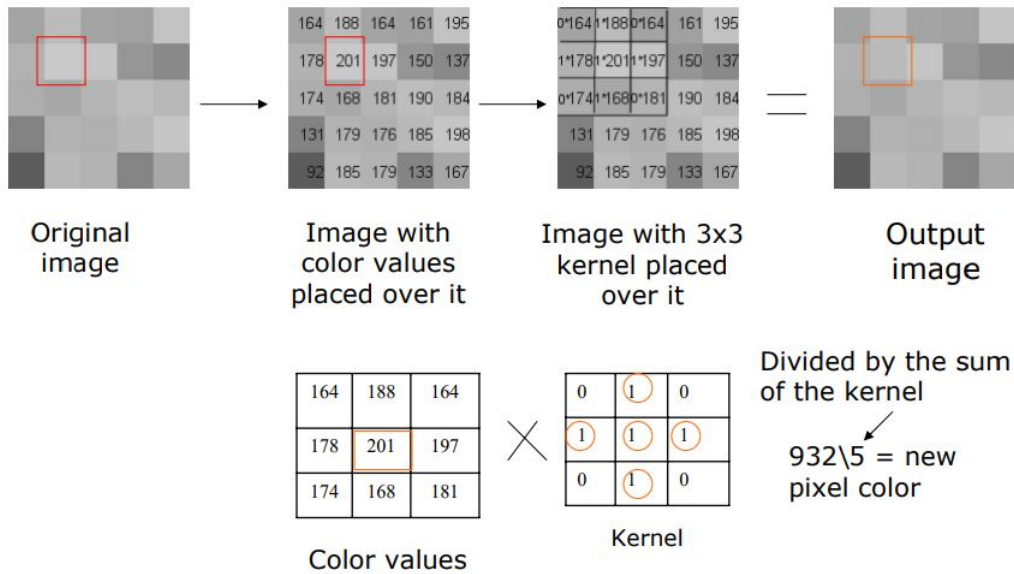 164 188 164 161 195
178 201 197 150 137
174 168 181 190 184
131 179 176 185 198
92 185 179 133 167
0*164 1*188 0*164 161 195
1*178 1*201 1*197 150 137
0*174 1*168 0*181 190 184
131 179 176 185 198
92 185 179 133 167
Original
image
Image with
color values
placed over it
Image with 3x3
kernel placed
over it
Output
image
164 188 164
178 201 197
174 168 181
Color values
0 1 0
1 1 1
0 1 0
Kernel
Divided by the sum
of the kernel
932\5 = new
pixel color